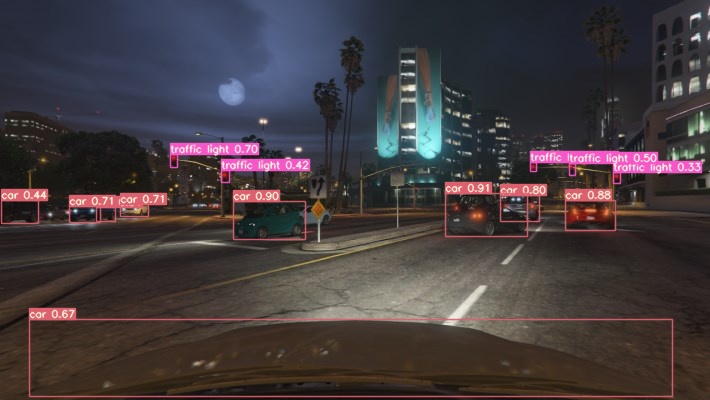 traffic light 0.70
traffic light 0.42
traffic l
traffic light 0.50
traffic light 0.33
car 0.44
car 0.71
car 0.71
car 0.90
car 0.91
car 0.80
car 0.88
car 0.67